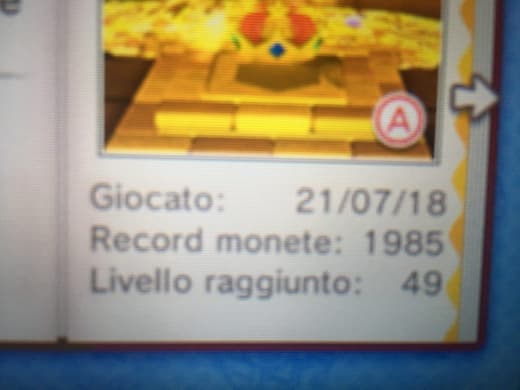 e
A
Giocato: 21/07/18
Record monete: 1985
Livello raggiunto: 49